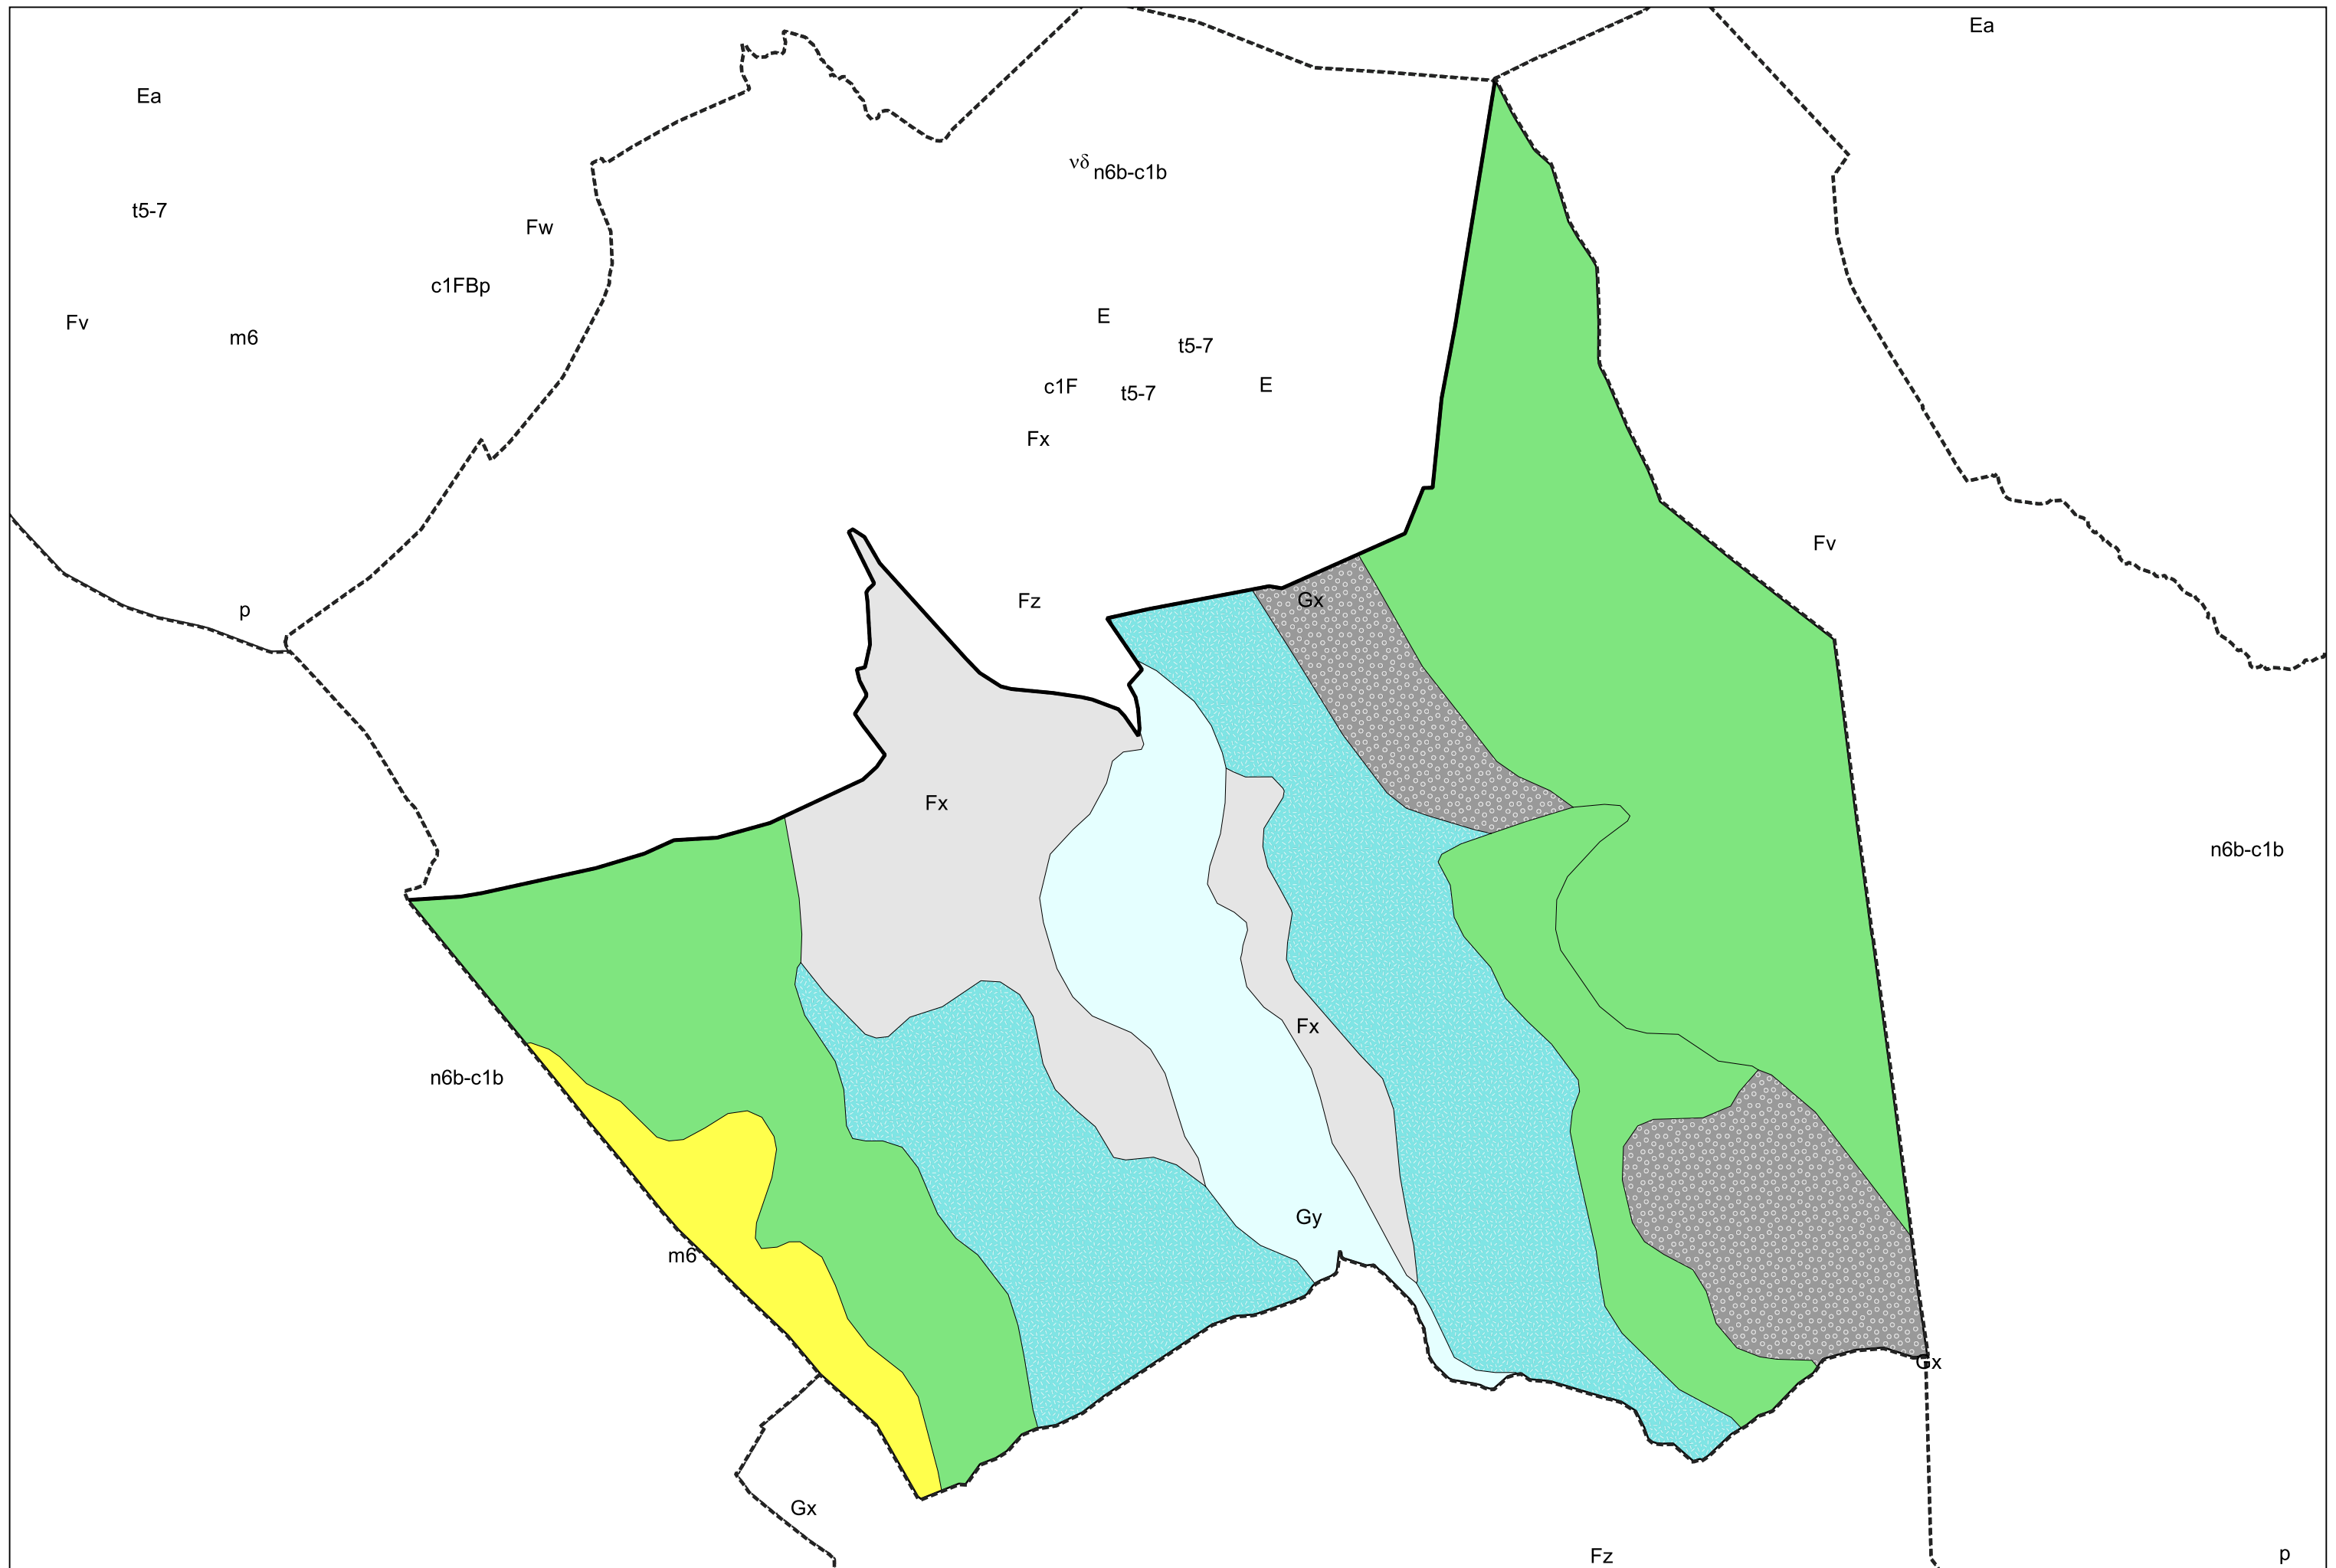 Ea
Ea
νδ n6b-c1b
t5-7
Fw
c1FBp
E
Fv
m6
t5-7
c1F
t5-7
E
Fx
Fv
p
Fz
Gx
Fx
n6b-c1b
Fx
n6b-c1b
Gy
m6
Gx
Gx
Fz
p